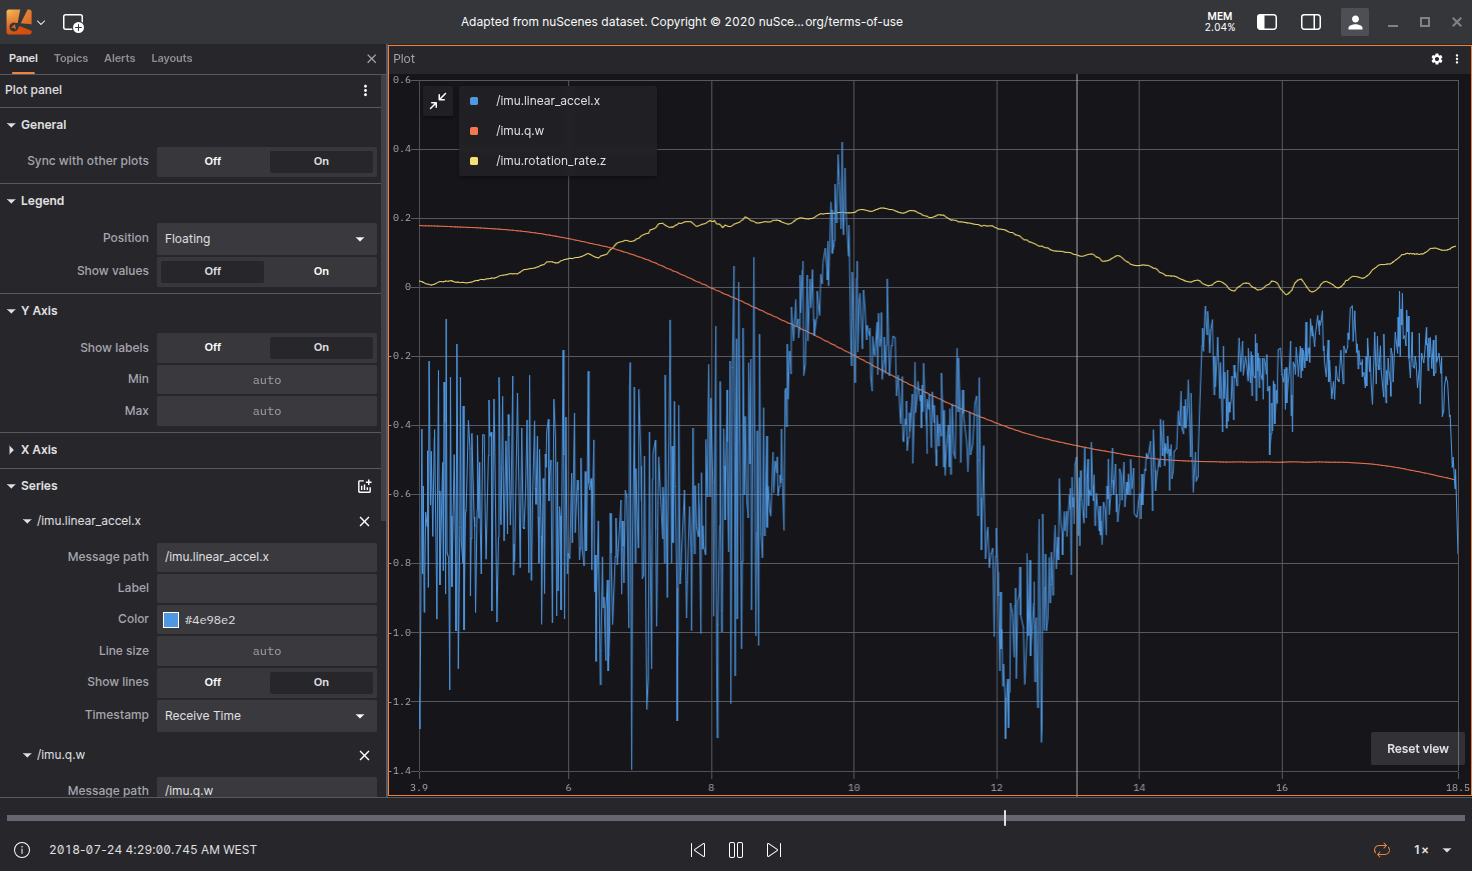 Adapted from nuScenes dataset. Copyright © 2020 nuSce...org/terms-of-use
MEM
2.04%
Panel Topics Alerts Layouts
Plot panel
General
Sync with other plots Off On
Legend
Position Floating
Show values Off On
Y Axis
Show labels Off On
Min auto
Max auto
X Axis
Series
/imu.linear_accel.x
Message path /imu.linear_accel.x
Label
Color #4e98e2
Line size auto
Show lines Off On
Timestamp Receive Time
/imu.q.w
Message path /imu.q.w
Plot
/imu.linear_accel.x
/imu.q.w
/imu.rotation_rate.z
0.6
0.4
0.2
0
-0.2
-0.4
-0.6
-0.8
-1.0
-1.2
-1.4
3.9 6 8 10 12 14 16 18.5
Reset view
2018-07-24 4:29:00.745 AM WEST
1×